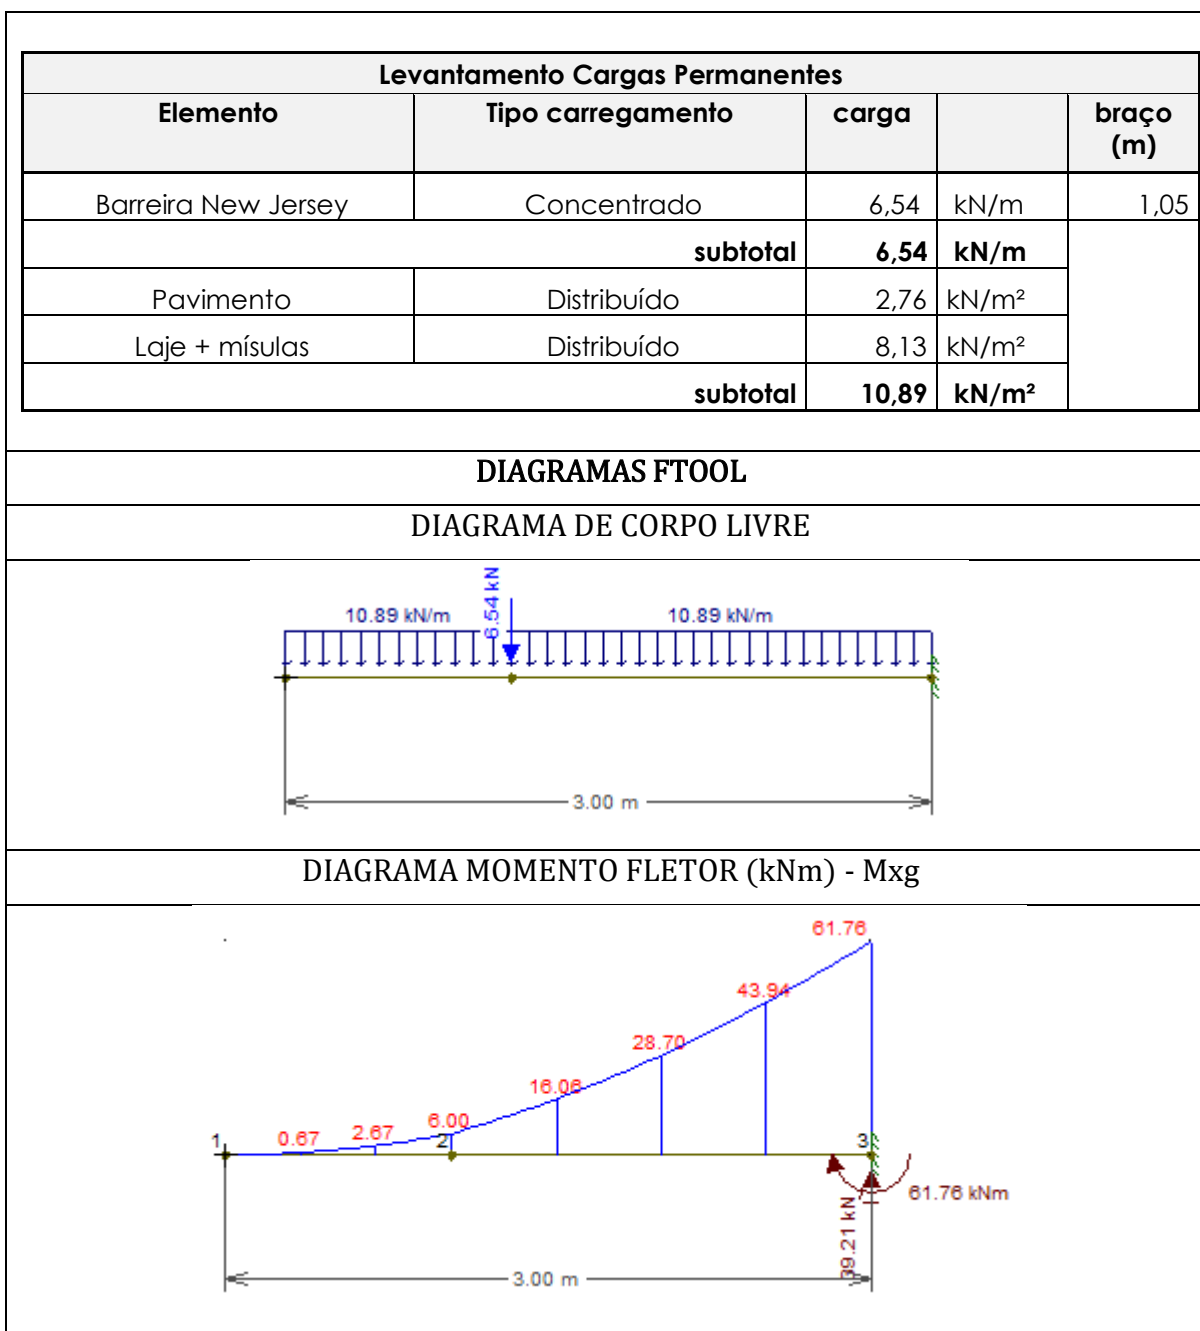 Levantamento Cargas Permanentes
Elemento Tipo carregamento carga braço (m)
Barreira New Jersey Concentrado 6,54 kN/m 1,05
subtotal 6,54 kN/m
Pavimento Distribuído 2,76 kN/m²
Laje + mísulas Distribuído 8,13 kN/m²
subtotal 10,89 kN/m²
DIAGRAMAS FTOOL
DIAGRAMA DE CORPO LIVRE
6.54 kN
10.89 kN/m 10.89 kN/m
3.00 m
DIAGRAMA MOMENTO FLETOR (kNm) - Mxg
61.76
43.94
28.70
16.06
6.00
2.67
0.67
1 2 3
61.76 kNm
39.21 kN
3.00 m